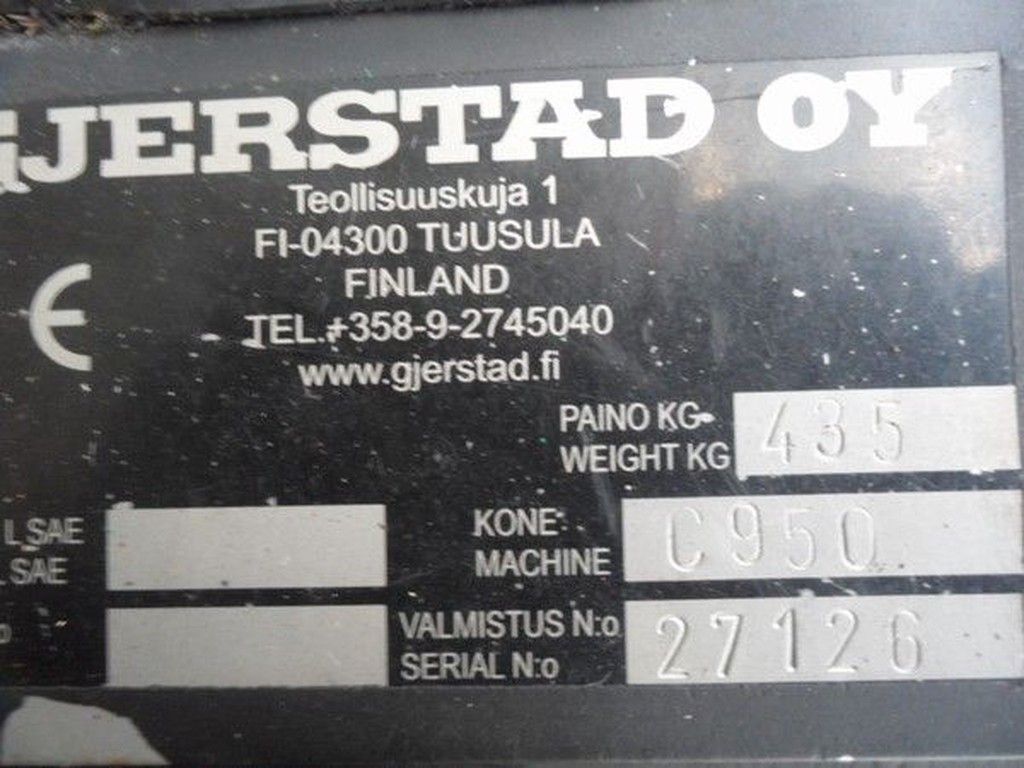 GJERSTAD OY
Teollisuuskuja 1
FI-04300 TUUSULA
FINLAND
TEL.+358-9-2745040
www.gjerstad.fi
CE
PAINO KG
WEIGHT KG 435
L SAE
L SAE
KONE
MACHINE C950
VALMISTUS N:o
SERIAL N:o 27126